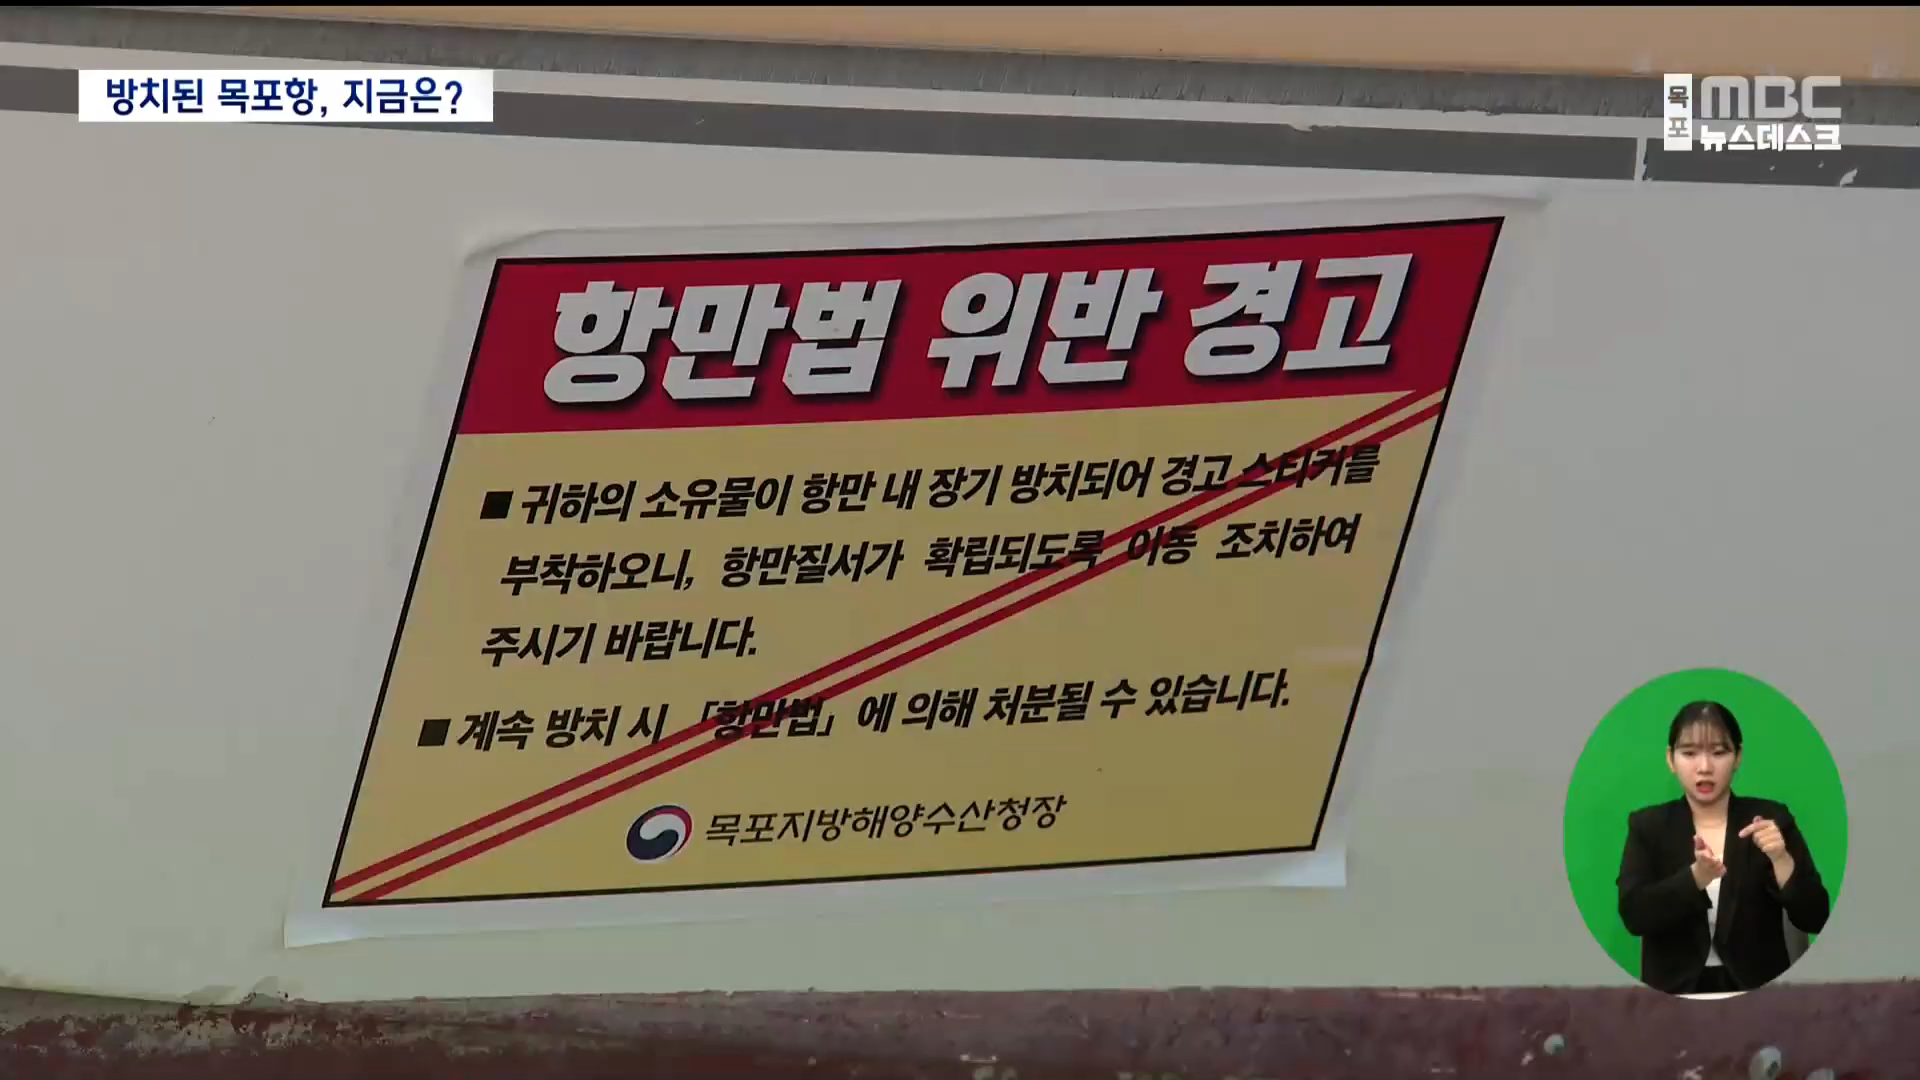 방치된 목포항, 지금은?
목포
MBC
뉴스데스크
항만법 위반 경고
■ 귀하의 소유물이 항만 내 장기 방치되어 경고 스티커를
부착하오니, 항만질서가 확립되도록 이동 조치하여
주시기 바랍니다.
■ 계속 방치 시 「항만법」에 의해 처분될 수 있습니다.
목포지방해양수산청장